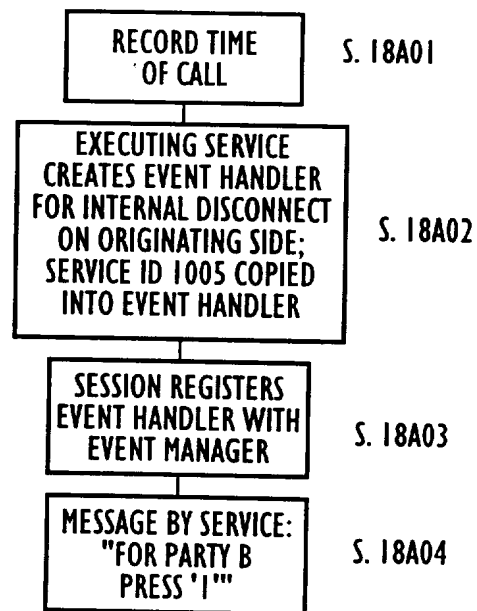 RECORD TIME
OF CALL
S. 18A01
EXECUTING SERVICE
CREATES EVENT HANDLER
FOR INTERNAL DISCONNECT
ON ORIGINATING SIDE;
SERVICE ID 1005 COPIED
INTO EVENT HANDLER
S. 18A02
SESSION REGISTERS
EVENT HANDLER WITH
EVENT MANAGER
S. 18A03
MESSAGE BY SERVICE:
"FOR PARTY B
PRESS '1'"
S. 18A04